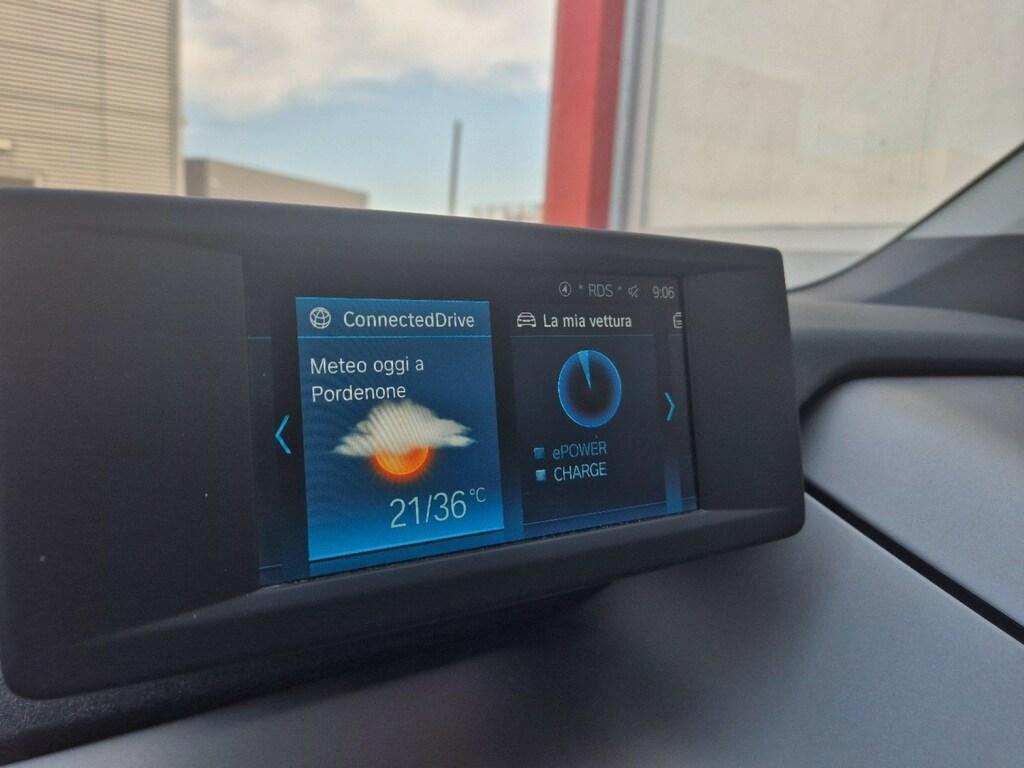 * RDS * 9:06
ConnectedDrive
Meteo oggi a
Pordenone
21/36°C
La mia vettura
ePOWER
CHARGE